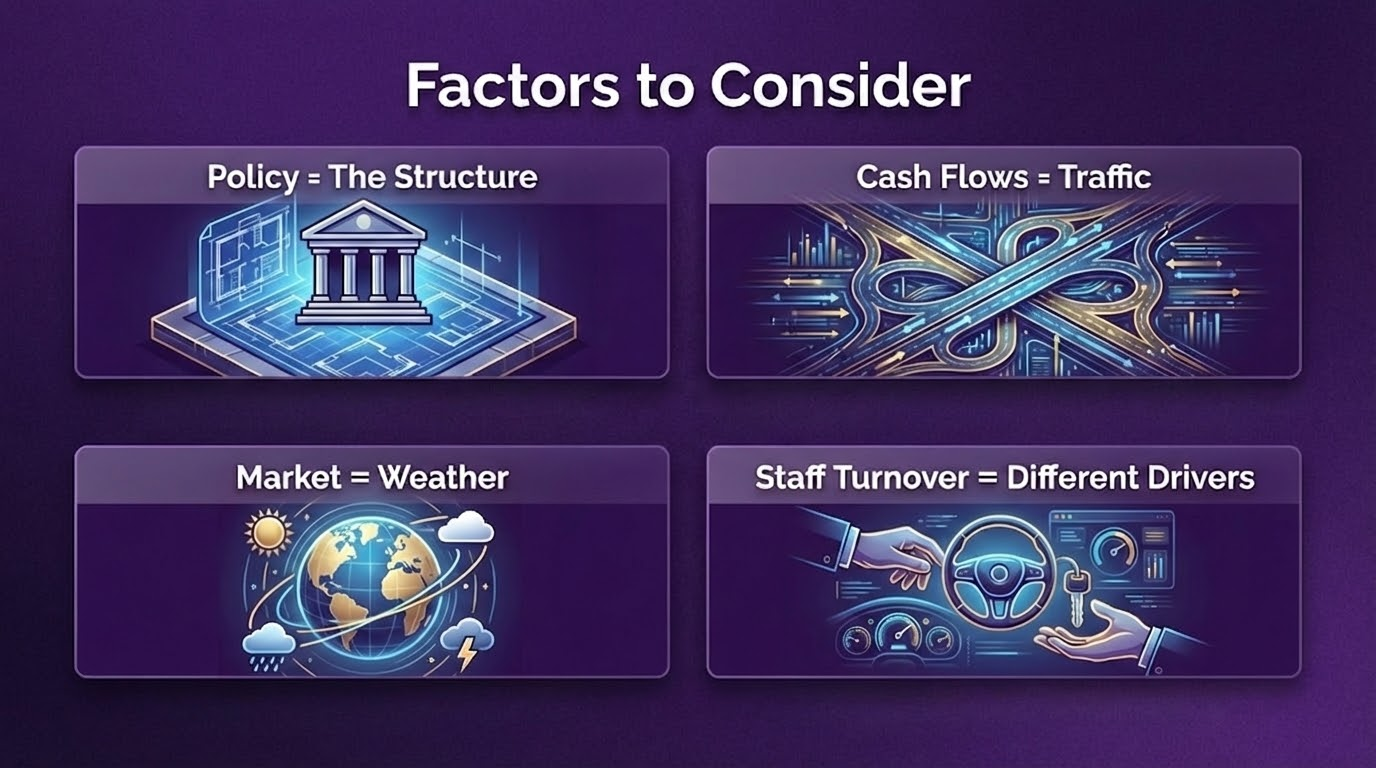 Factors to Consider
Policy = The Structure
Cash Flows = Traffic
Market = Weather
Staff Turnover = Different Drivers